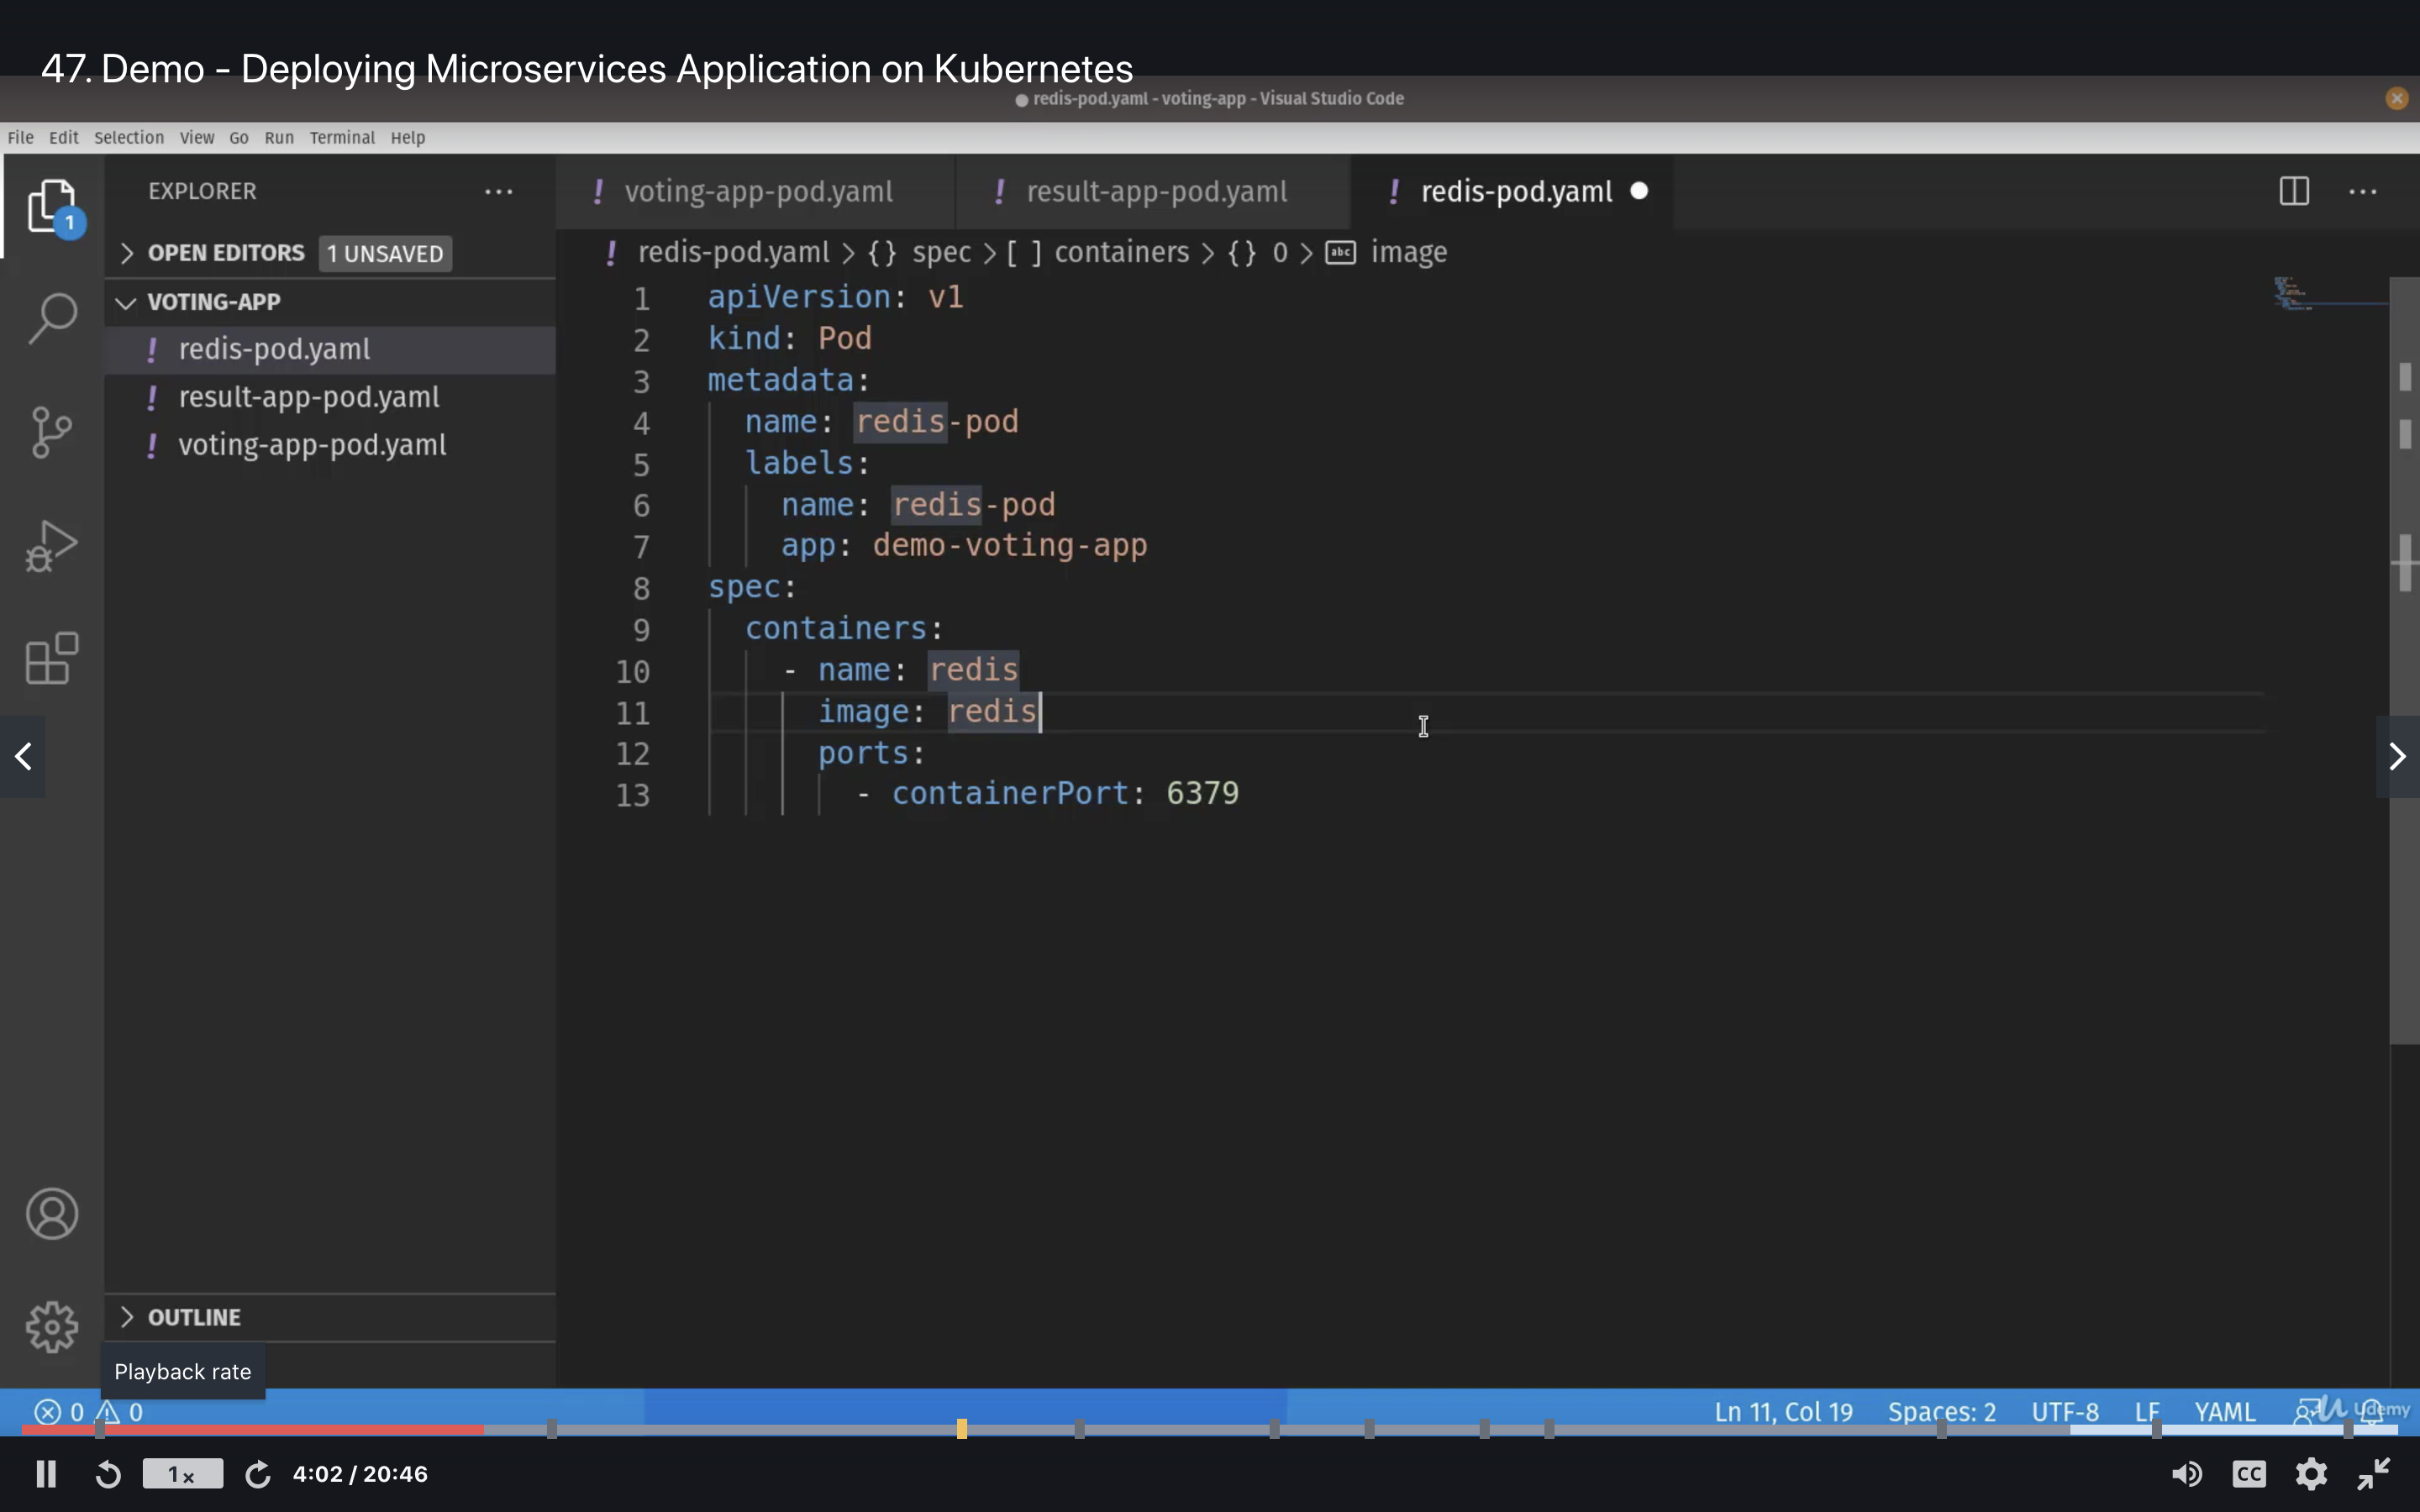 47. Demo - Deploying Microservices Application on Kubernetes
redis-pod.yaml - voting-app - Visual Studio Code
File Edit Selection View Go Run Terminal Help
1
EXPLORER
OPEN EDITORS 1 UNSAVED
VOTING-APP
redis-pod.yaml
result-app-pod.yaml
voting-app-pod.yaml
OUTLINE
! voting-app-pod.yaml ! result-app-pod.yaml ! redis-pod.yaml
! redis-pod.yaml > {} spec > [ ] containers > {} 0 > abc image
1 apiVersion: v1
2 kind: Pod
3 metadata:
4 name: redis-pod
5 labels:
6 name: redis-pod
7 app: demo-voting-app
8 spec:
9 containers:
10 - name: redis
11 image: redis
12 ports:
13 - containerPort: 6379
Playback rate
0 0 Ln 11, Col 19 Spaces: 2 UTF-8 LF YAML Udemy
1x 4:02 / 20:46 CC